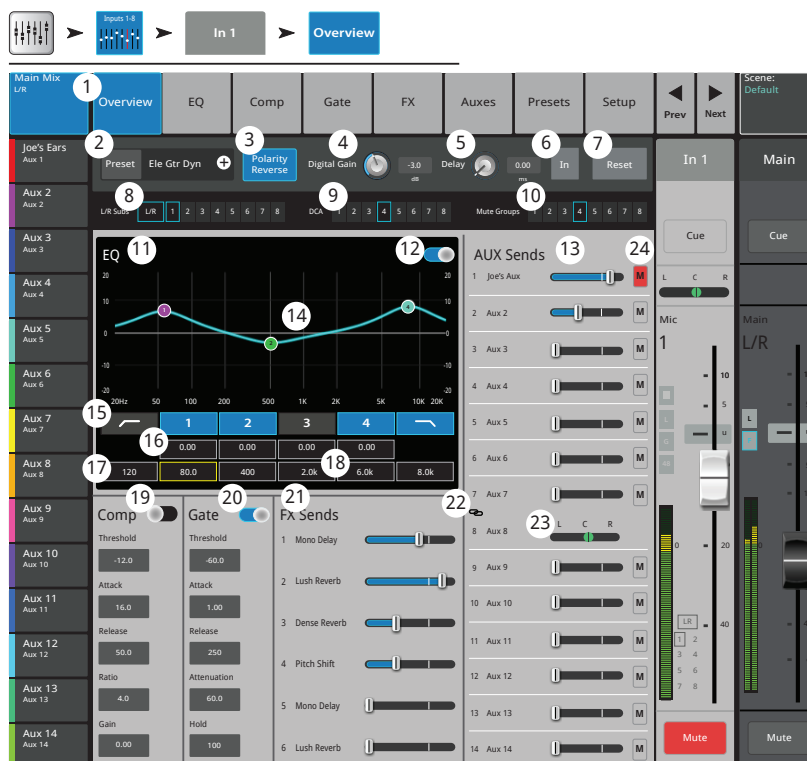 Inputs 1-8
In 1
Overview
Main Mix
L/R
1
Overview
EQ
Comp
Gate
FX
Auxes
Presets
Setup
Prev
Next
Scene:
Default
Joe's Ears
Aux 1
Aux 2
Aux 2
Aux 3
Aux 3
Aux 4
Aux 4
Aux 5
Aux 5
Aux 6
Aux 6
Aux 7
Aux 7
Aux 8
Aux 8
Aux 9
Aux 9
Aux 10
Aux 10
Aux 11
Aux 11
Aux 12
Aux 12
Aux 13
Aux 13
Aux 14
Aux 14
2 3 4 5 6 7
Preset
Ele Gtr Dyn
Polarity
Reverse
Digital Gain
-3.0
dB
Delay
0.00
ms
In
Reset
8 9 10
L/R Subs L/R 1 2 3 4 5 6 7 8
DCA 1 2 3 4 5 6 7 8
Mute Groups 1 2 3 4 5 6 7 8
EQ 11 12
20 20
10 10
0 0
-10 -10
-20 -20
1 2 4 14
20Hz 50 100 200 500 1K 2K 5K 10K 20K
15 1 2 3 4
16 0.00 0.00 0.00 0.00
17 120 80.0 400 2.0k 18 6.0k 8.0k
19 20 21
Comp
Threshold
-12.0
Attack
16.0
Release
50.0
Ratio
4.0
Gain
0.00
Gate
Threshold
-60.0
Attack
1.00
Release
250
Attenuation
60.0
Hold
100
FX Sends
1 Mono Delay
2 Lush Reverb
3 Dense Reverb
4 Pitch Shift
5 Mono Delay
6 Lush Reverb
AUX Sends 13 24
1 Joe's Aux M
2 Aux 2 M
3 Aux 3 M
4 Aux 4 M
5 Aux 5 M
6 Aux 6 M
22
7 Aux 7 M
8 Aux 8 23 L C R
9 Aux 9 M
10 Aux 10 M
11 Aux 11 M
12 Aux 12 M
13 Aux 13 M
14 Aux 14 M
In 1
Cue
L C R
Mic
1
10
5
U
L
G
48
0
20
40
LR
1 2
3 4
5 6
7 8
Mute
Main
Cue
Main
L/R
L
Mute